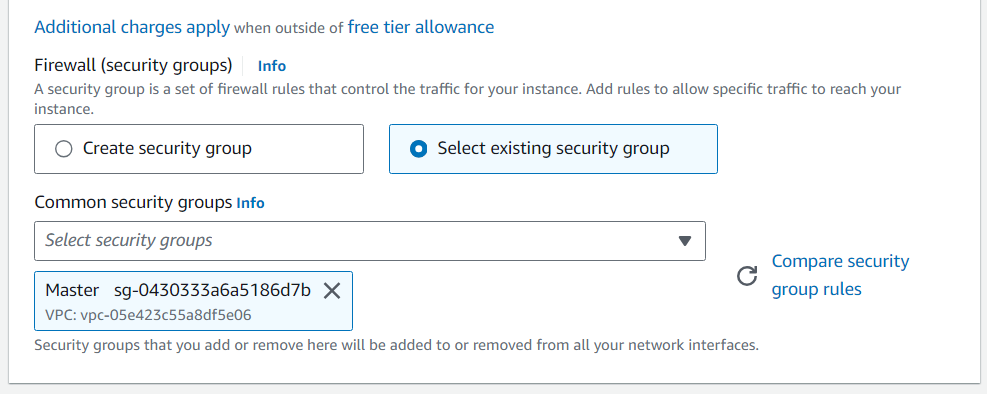 Additional charges apply when outside of free tier allowance
Firewall (security groups) Info
A security group is a set of firewall rules that control the traffic for your instance. Add rules to allow specific traffic to reach your
instance.
Create security group
Select existing security group
Common security groups Info
Select security groups
Compare security
group rules
Master sg-0430333a6a5186d7b
VPC: vpc-05e423c55a8df5e06
Security groups that you add or remove here will be added to or removed from all your network interfaces.